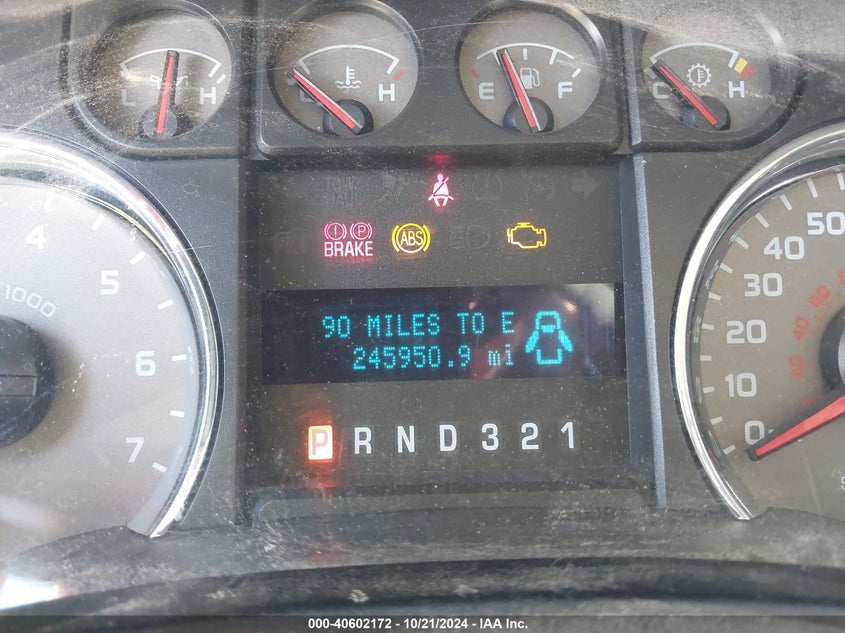 L H
C H
E F
C H
BRAKE
ABS
4
5
6
7
1000
90 MILES TO E
245950.9 mi
P R N D 3 2 1
50
40
30
20
10
0
000-40602172 - 10/21/2024 - IAA Inc.